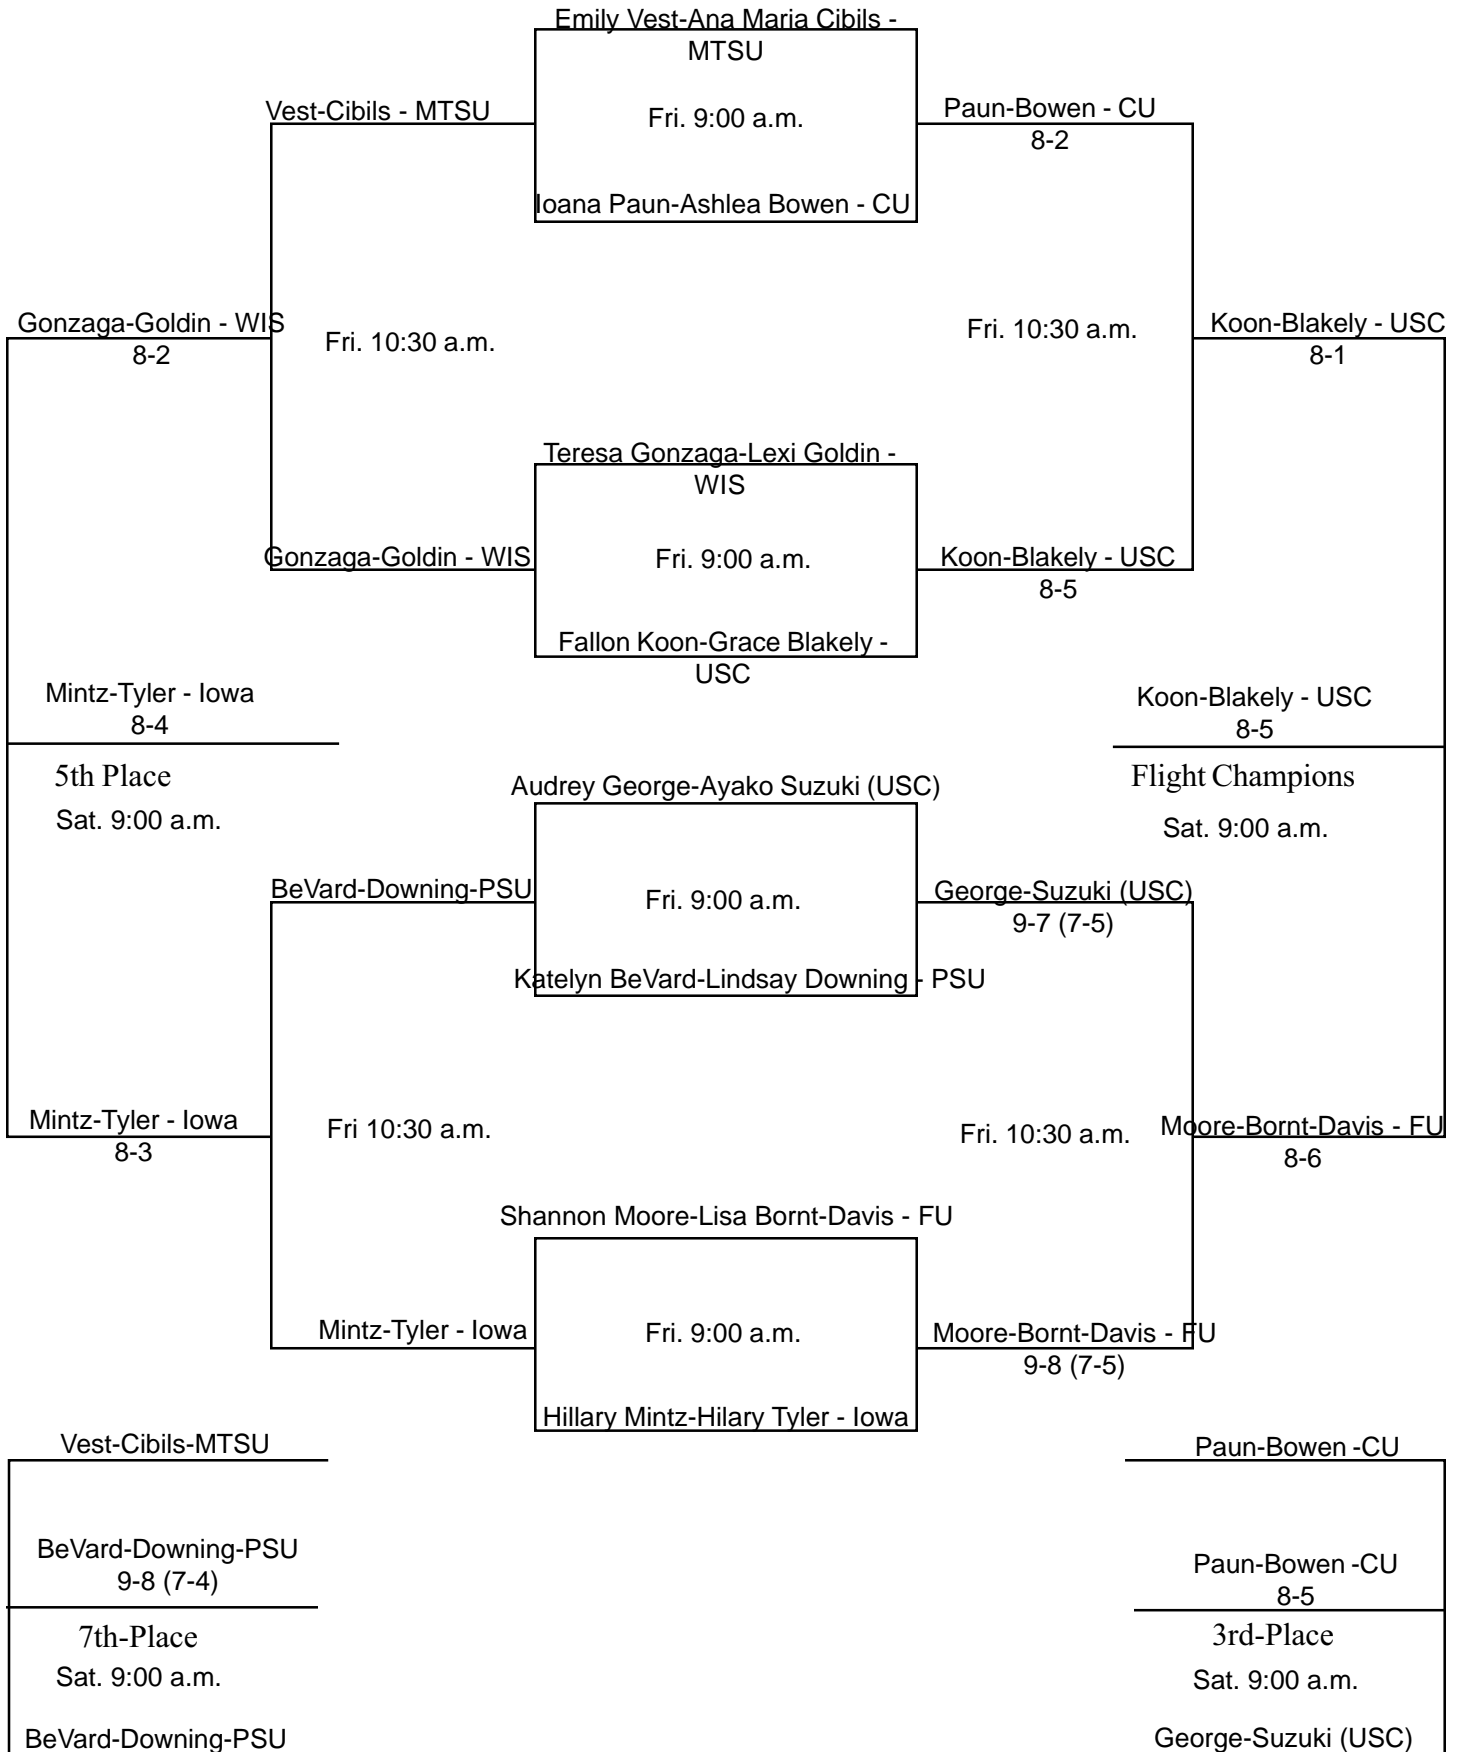 Emily Vest-Ana Maria Cibils -
MTSU
Vest-Cibils - MTSU
Fri. 9:00 a.m.
Paun-Bowen - CU
8-2
Ioana Paun-Ashlea Bowen - CU
Gonzaga-Goldin - WIS
8-2
Fri. 10:30 a.m.
Fri. 10:30 a.m.
Koon-Blakely - USC
8-1
Teresa Gonzaga-Lexi Goldin -
WIS
Gonzaga-Goldin - WIS
Fri. 9:00 a.m.
Koon-Blakely - USC
8-5
Fallon Koon-Grace Blakely -
USC
Mintz-Tyler - Iowa
8-4
5th Place
Sat. 9:00 a.m.
Koon-Blakely - USC
8-5
Flight Champions
Sat. 9:00 a.m.
Audrey George-Ayako Suzuki (USC)
BeVard-Downing-PSU
Fri. 9:00 a.m.
George-Suzuki (USC)
9-7 (7-5)
Katelyn BeVard-Lindsay Downing - PSU
Mintz-Tyler - Iowa
8-3
Fri 10:30 a.m.
Fri. 10:30 a.m.
Moore-Bornt-Davis - FU
8-6
Shannon Moore-Lisa Bornt-Davis - FU
Mintz-Tyler - Iowa
Fri. 9:00 a.m.
Moore-Bornt-Davis - FU
9-8 (7-5)
Hillary Mintz-Hilary Tyler - Iowa
Vest-Cibils-MTSU
BeVard-Downing-PSU
9-8 (7-4)
7th-Place
Sat. 9:00 a.m.
BeVard-Downing-PSU
Paun-Bowen -CU
Paun-Bowen -CU
8-5
3rd-Place
Sat. 9:00 a.m.
George-Suzuki (USC)